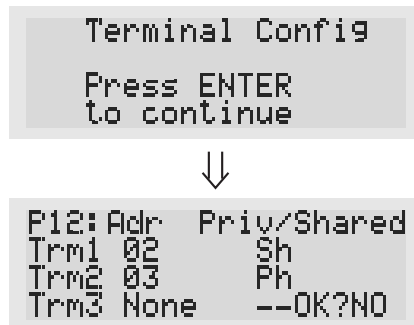 Terminal Config
Press ENTER
to continue
P12: Adr Priv/Shared
Trm1 02 Sh
Trm2 03 Ph
Trm3 None --OK?NO